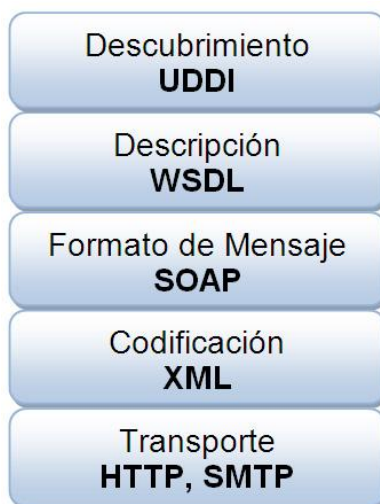 Descubrimiento
UDDI
Descripción
WSDL
Formato de Mensaje
SOAP
Codificación
XML
Transporte
HTTP, SMTP